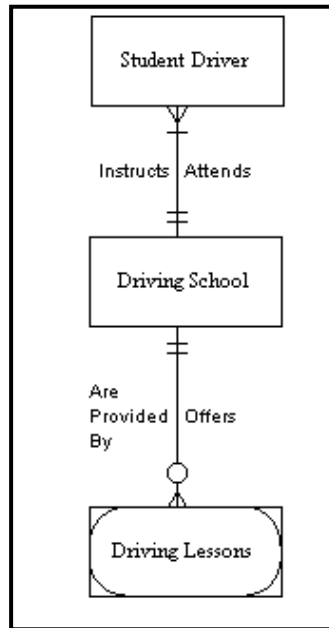 Student Driver
Instructs Attends
Driving School
Are
Provided Offers
By
Driving Lessons